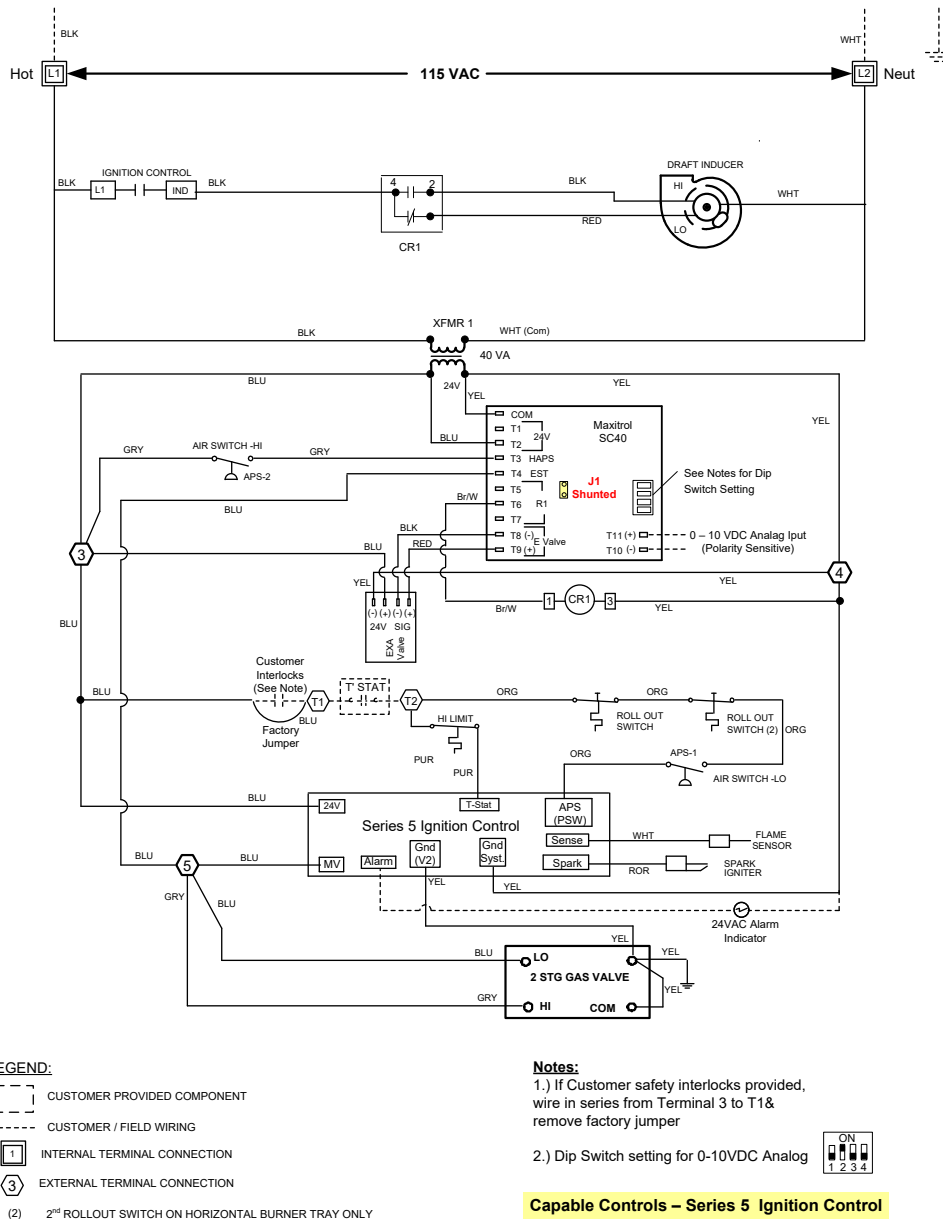 BLK
WHT
Hot L1
115 VAC
L2 Neut
IGNITION CONTROL
BLK
L1
IND
BLK
4 2
CR1
BLK
RED
DRAFT INDUCER
HI
LO
WHT
XFMR 1
BLK
WHT (Com)
40 VA
BLU
24V
YEL
YEL
YEL
BLU
COM
T1
24V
T2
T3 HAPS
T4 EST
T5
T6 R1
T7
T8 (-)
E Valve
T9 (+)
Maxitrol
SC40
J1
Shunted
T11 (+)
T10 (-)
See Notes for Dip
Switch Setting
0 – 10 VDC Analag Iput
(Polarity Sensitive)
GRY
AIR SWITCH -HI
GRY
APS-2
BLU
Br/W
BLK
RED
3
BLU
YEL
YEL
4
(-) (+) (-) (+)
24V SIG
EXA
Valve
Br/W
1
CR1
3
YEL
BLU
Customer
Interlocks
(See Note)
BLU
T1
T' STAT
T2
BLU
Factory
Jumper
ORG
ORG
ROLL OUT
SWITCH
ROLL OUT
SWITCH (2)
ORG
HI LIMIT
PUR
PUR
ORG
APS-1
AIR SWITCH -LO
BLU
24V
T-Stat
APS
(PSW)
Series 5 Ignition Control
Sense
WHT
FLAME
SENSOR
Gnd
(V2)
Gnd
Syst.
Spark
ROR
SPARK
IGNITER
BLU
5
BLU
MV
Alarm
YEL
YEL
GRY
BLU
24VAC Alarm
Indicator
YEL
YEL
BLU
LO
2 STG GAS VALVE
YEL
GRY
HI
COM
EGEND:
CUSTOMER PROVIDED COMPONENT
CUSTOMER / FIELD WIRING
1 INTERNAL TERMINAL CONNECTION
3 EXTERNAL TERMINAL CONNECTION
(2) 2nd ROLLOUT SWITCH ON HORIZONTAL BURNER TRAY ONLY
Notes:
1.) If Customer safety interlocks provided,
wire in series from Terminal 3 to T1&
remove factory jumper
2.) Dip Switch setting for 0-10VDC Analog
ON
1 2 3 4
Capable Controls – Series 5 Ignition Control